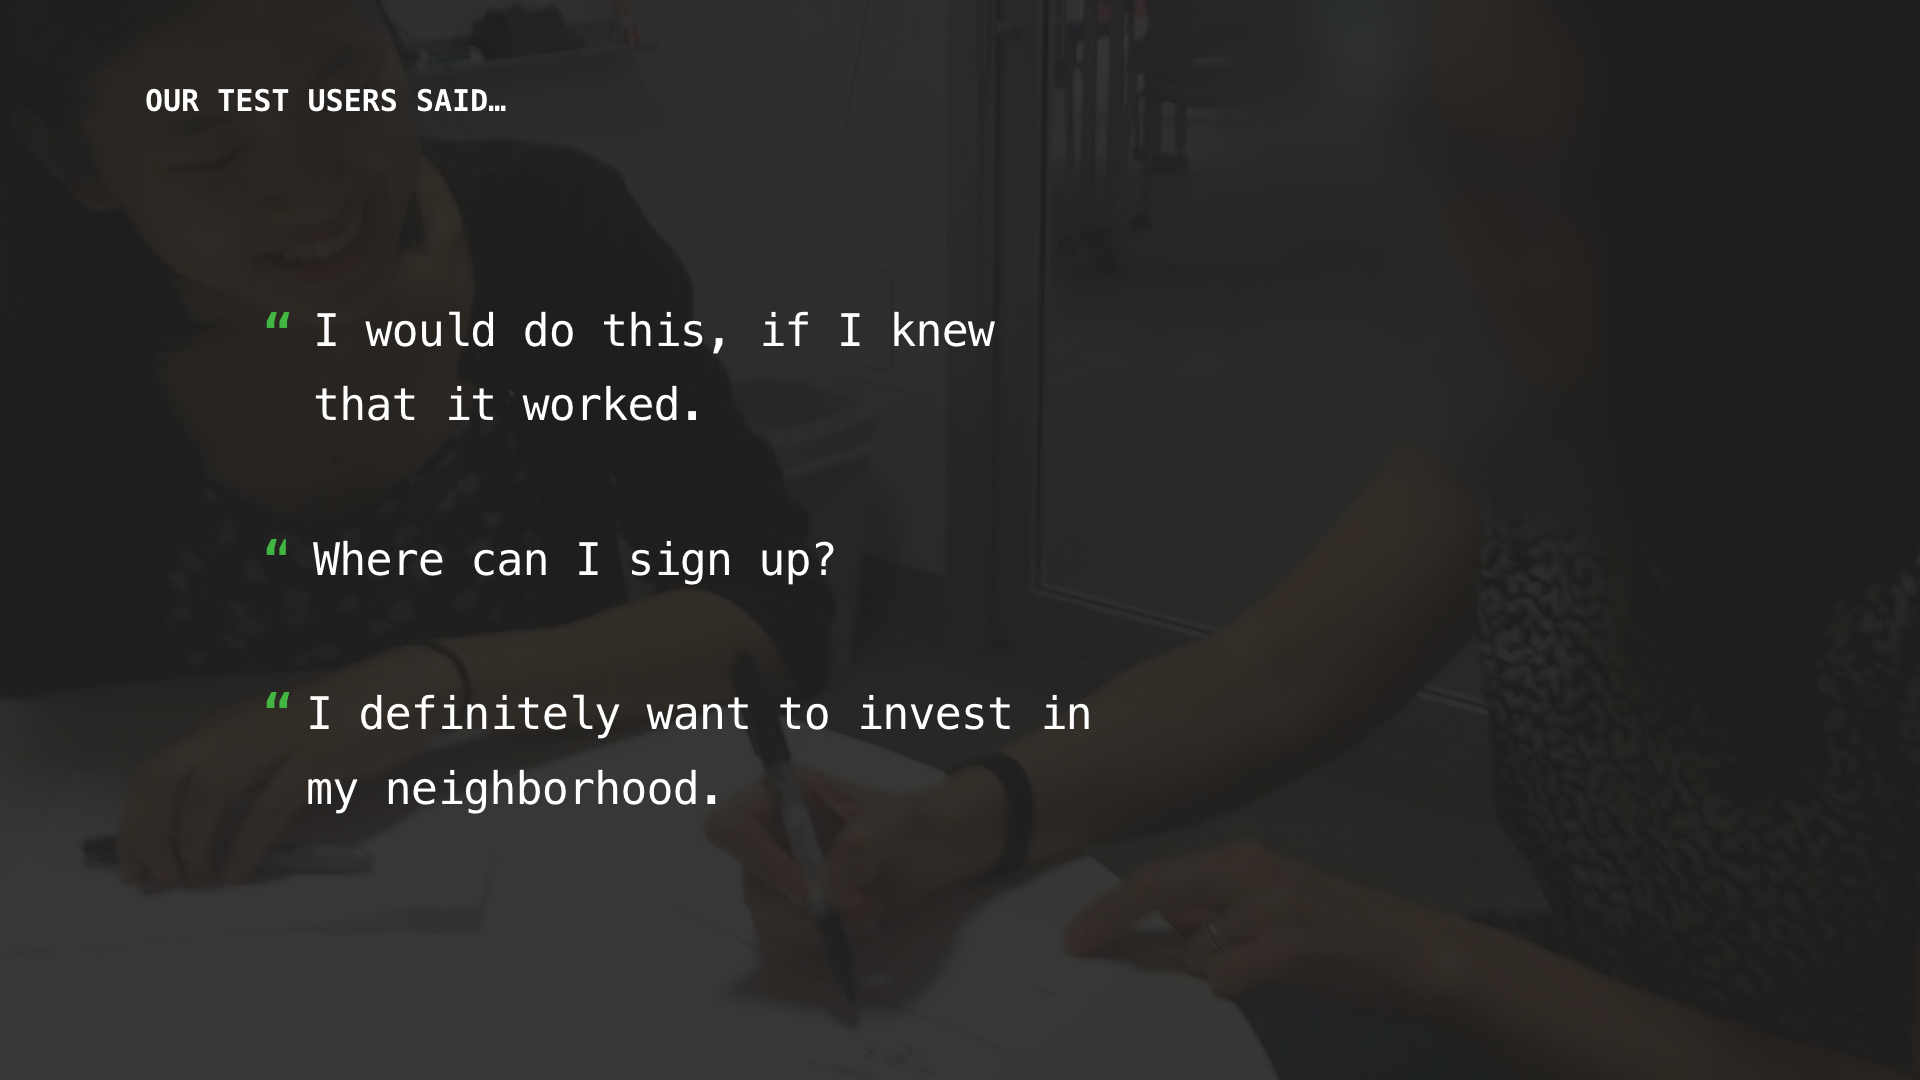 OUR TEST USERS SAID…
“ I would do this, if I knew
that it worked.
“ Where can I sign up?
“ I definitely want to invest in
my neighborhood.